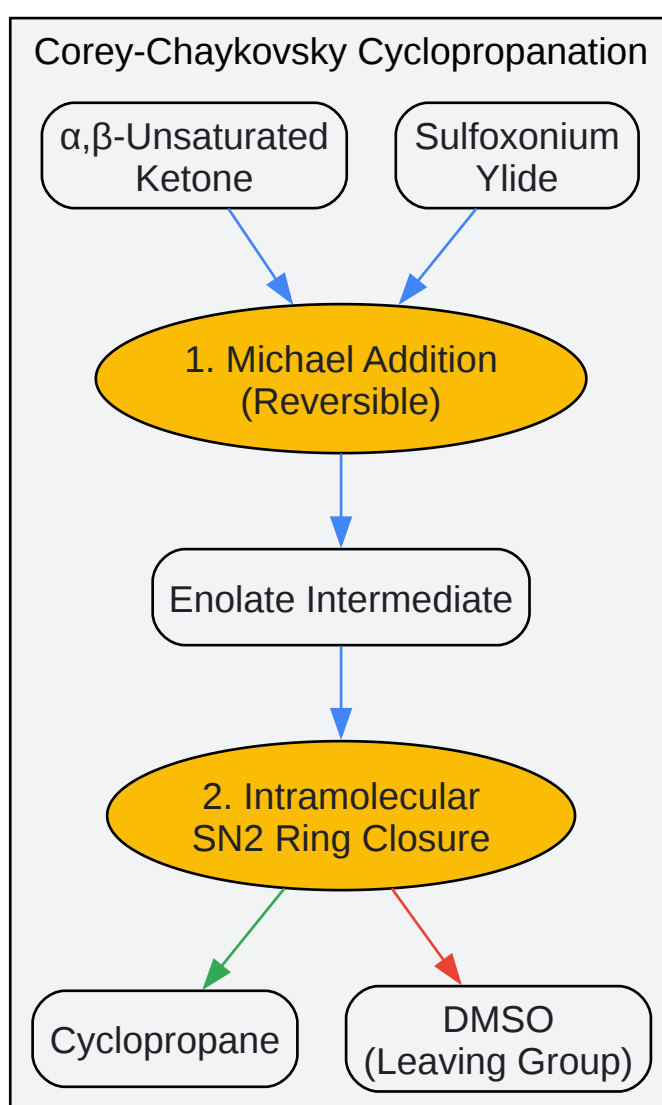 Corey-Chaykovsky Cyclopropanation
α,β-Unsaturated
Ketone
Sulfoxonium
Ylide
1. Michael Addition
(Reversible)
Enolate Intermediate
2. Intramolecular
SN2 Ring Closure
Cyclopropane
DMSO
(Leaving Group)